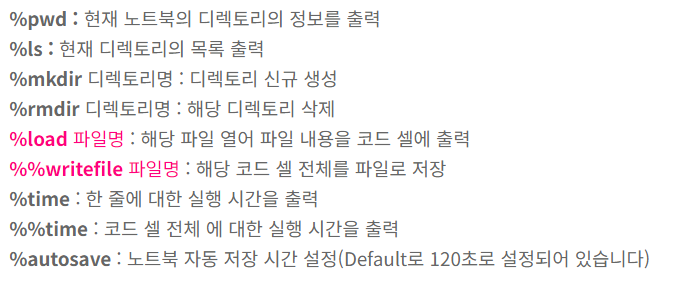 %pwd : 현재 노트북의 디렉토리의 정보를 출력
%ls : 현재 디렉토리의 목록 출력
%mkdir 디렉토리명 : 디렉토리 신규 생성
%rmdir 디렉토리명 : 해당 디렉토리 삭제
%load 파일명 : 해당 파일 열어 파일 내용을 코드 셀에 출력
%%writefile 파일명 : 해당 코드 셀 전체를 파일로 저장
%time : 한 줄에 대한 실행 시간을 출력
%%time : 코드 셀 전체 에 대한 실행 시간을 출력
%autosave : 노트북 자동 저장 시간 설정(Default로 120초로 설정되어 있습니다)